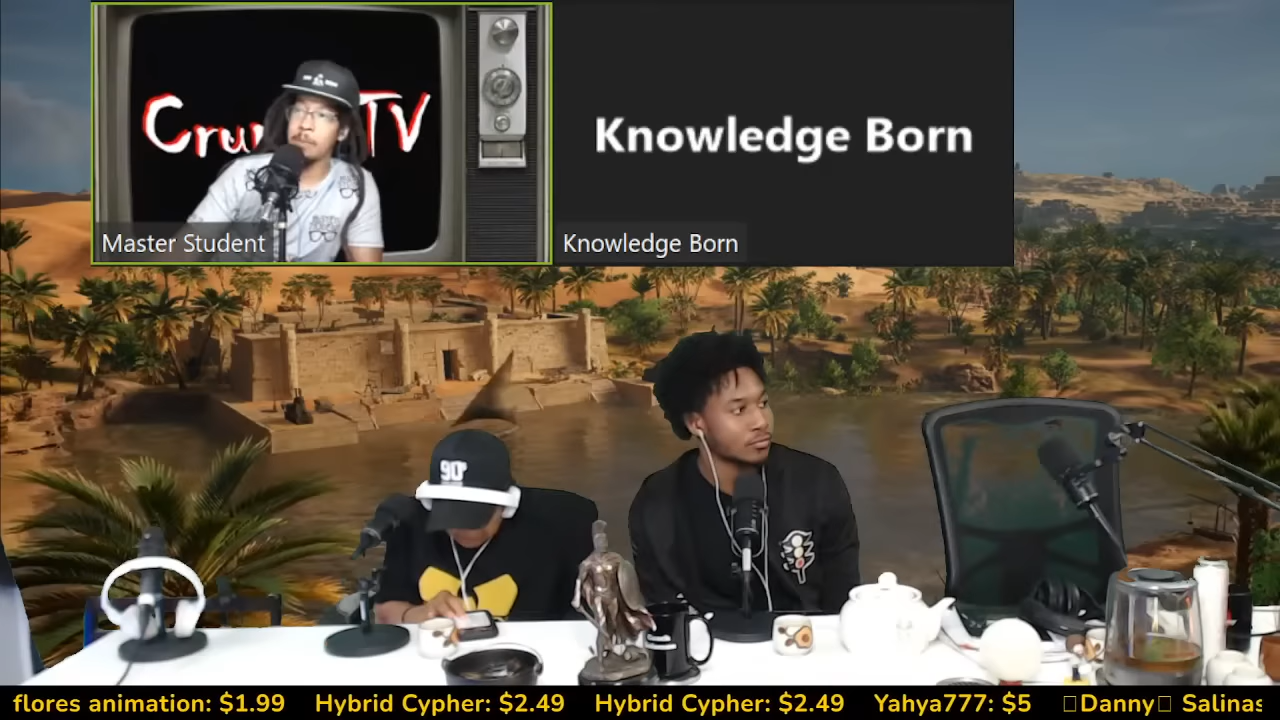 Cru TV
Master Student
Knowledge Born
Knowledge Born
90°
flores animation: $1.99 Hybrid Cypher: $2.49 Hybrid Cypher: $2.49 Yahya777: $5 Danny Salinas